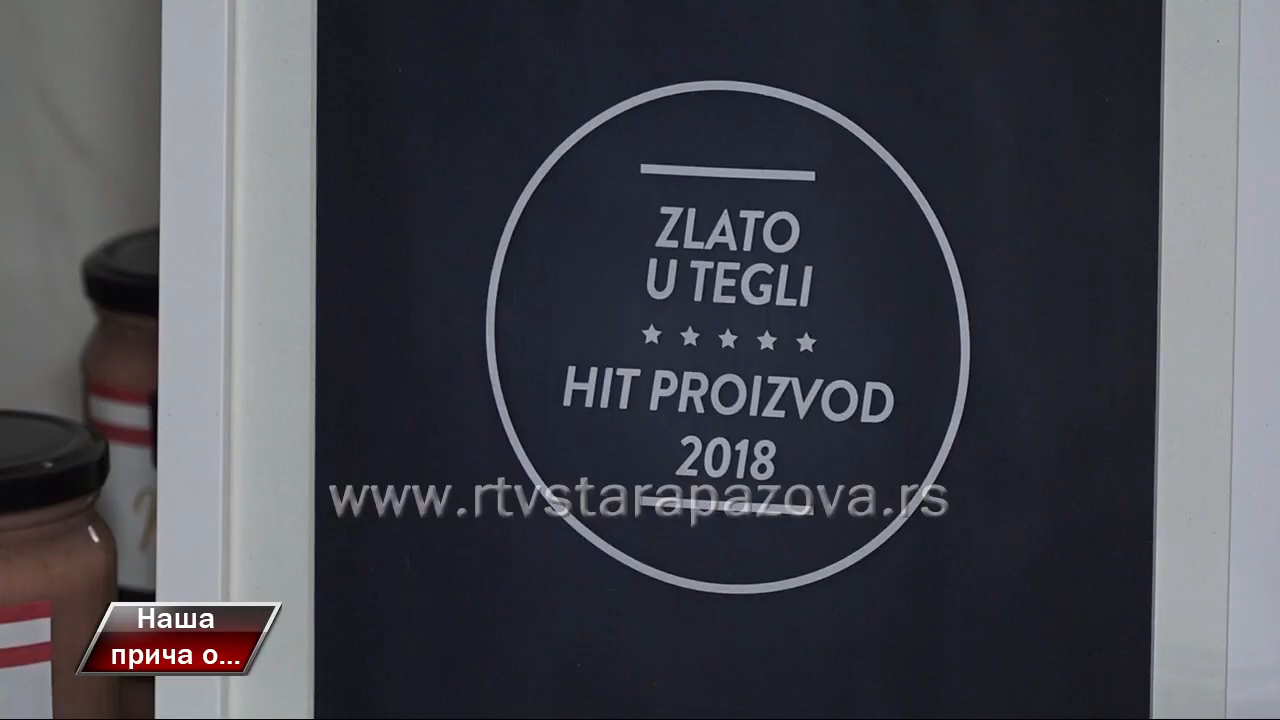 ZLATO
U TEGLI
HIT PROIZVOD
2018
www.rtvstarapazova.rs
Наша
прича о...